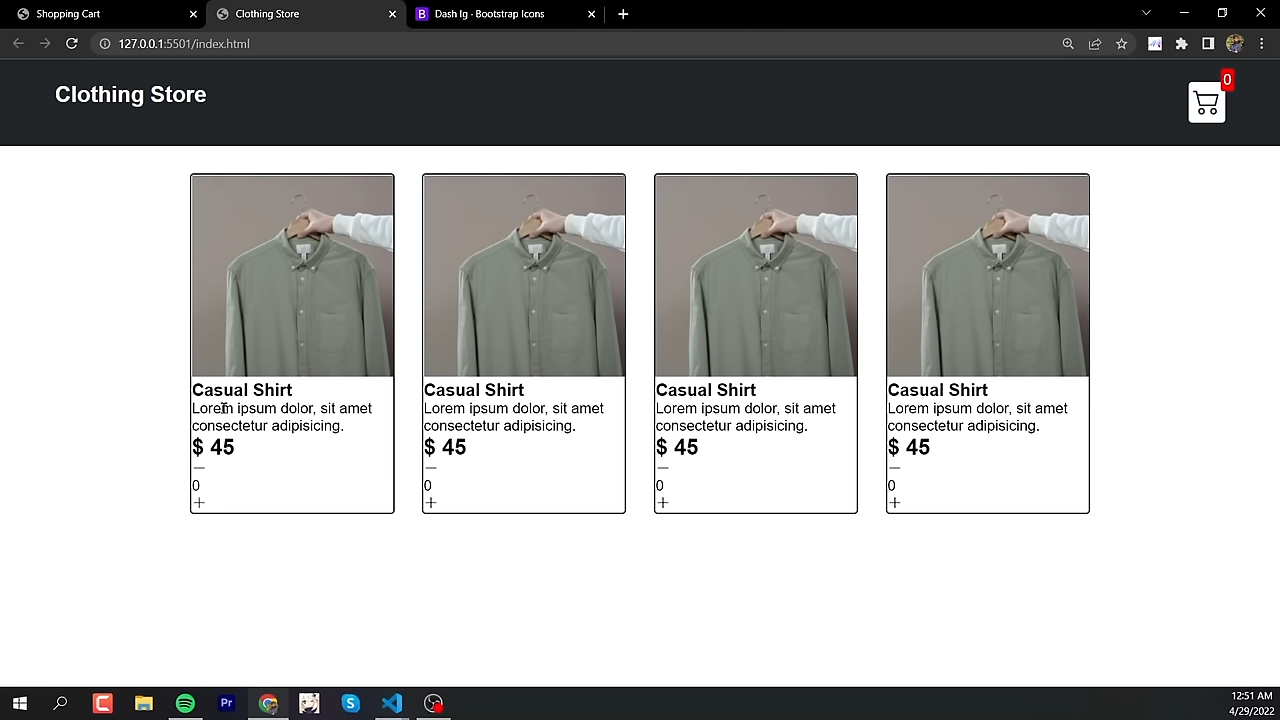 Shopping Cart
Clothing Store
Dash lg · Bootstrap Icons
127.0.0.1:5501/index.html
Clothing Store
0
Casual Shirt
Lorem ipsum dolor, sit amet
consectetur adipisicing.
$ 45
0
Casual Shirt
Lorem ipsum dolor, sit amet
consectetur adipisicing.
$ 45
0
Casual Shirt
Lorem ipsum dolor, sit amet
consectetur adipisicing.
$ 45
0
Casual Shirt
Lorem ipsum dolor, sit amet
consectetur adipisicing.
$ 45
0
Pr
12:51 AM
4/29/2022